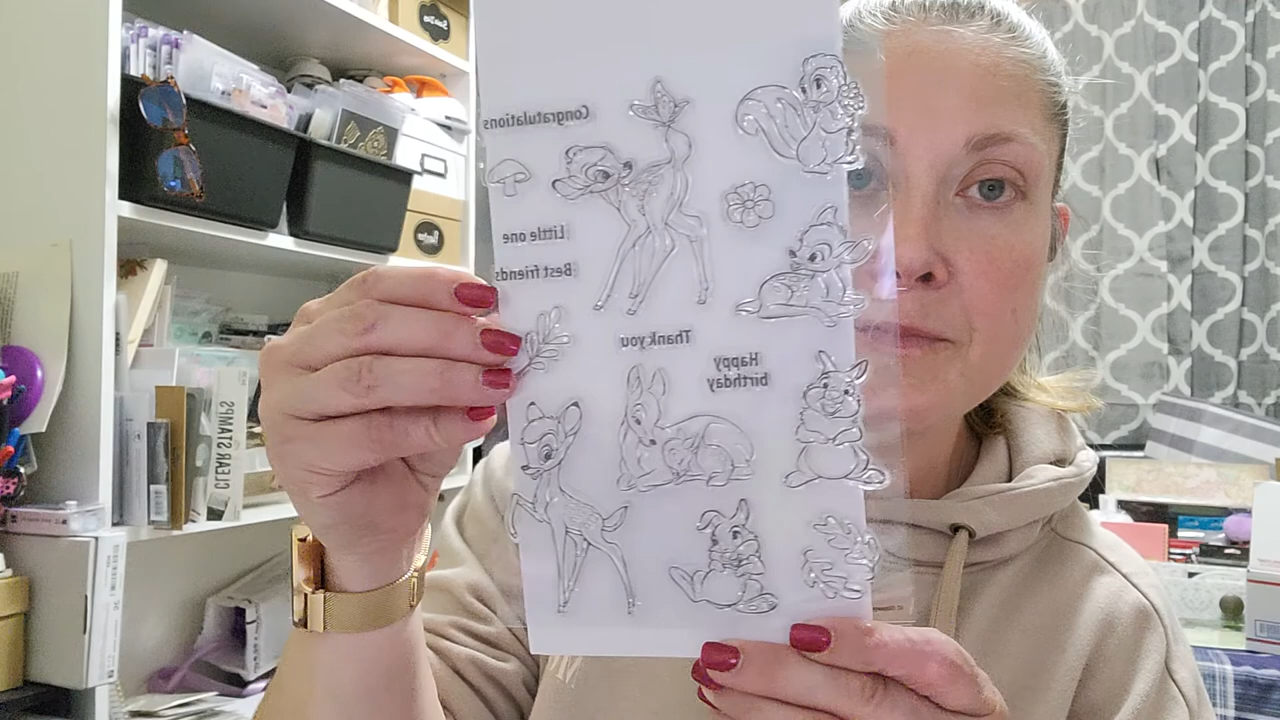 Congratulations
Little one
Best friends
Thank you
Happy
birthday
CLEAR STAMPS